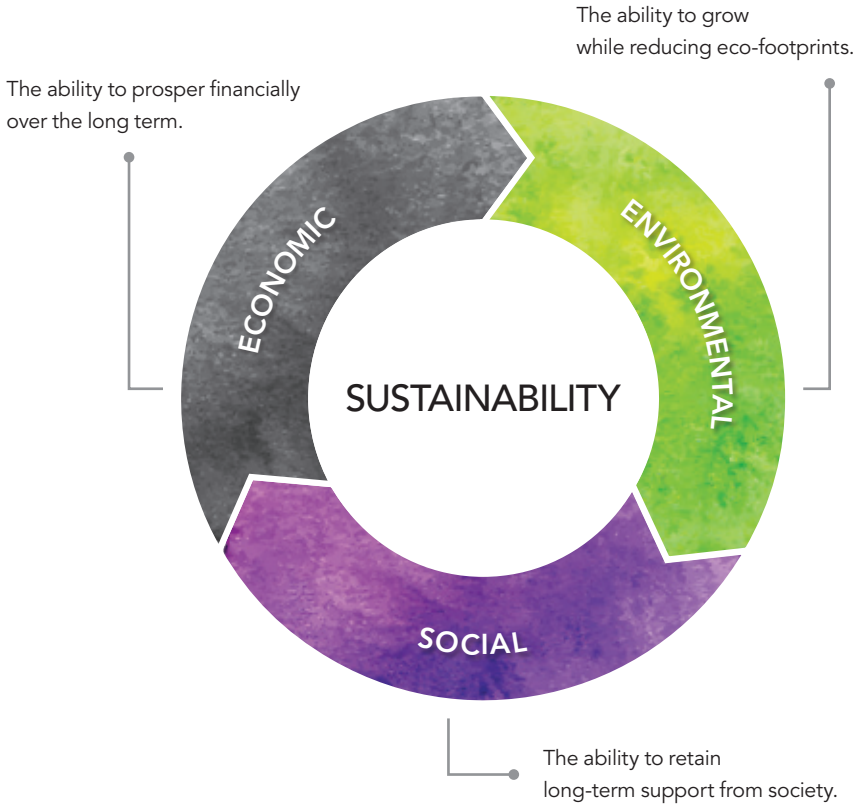 The ability to grow
while reducing eco-footprints.
The ability to prosper financially
over the long term.
ECONOMIC
ENVIRONMENTAL
SUSTAINABILITY
SOCIAL
The ability to retain
long-term support from society.